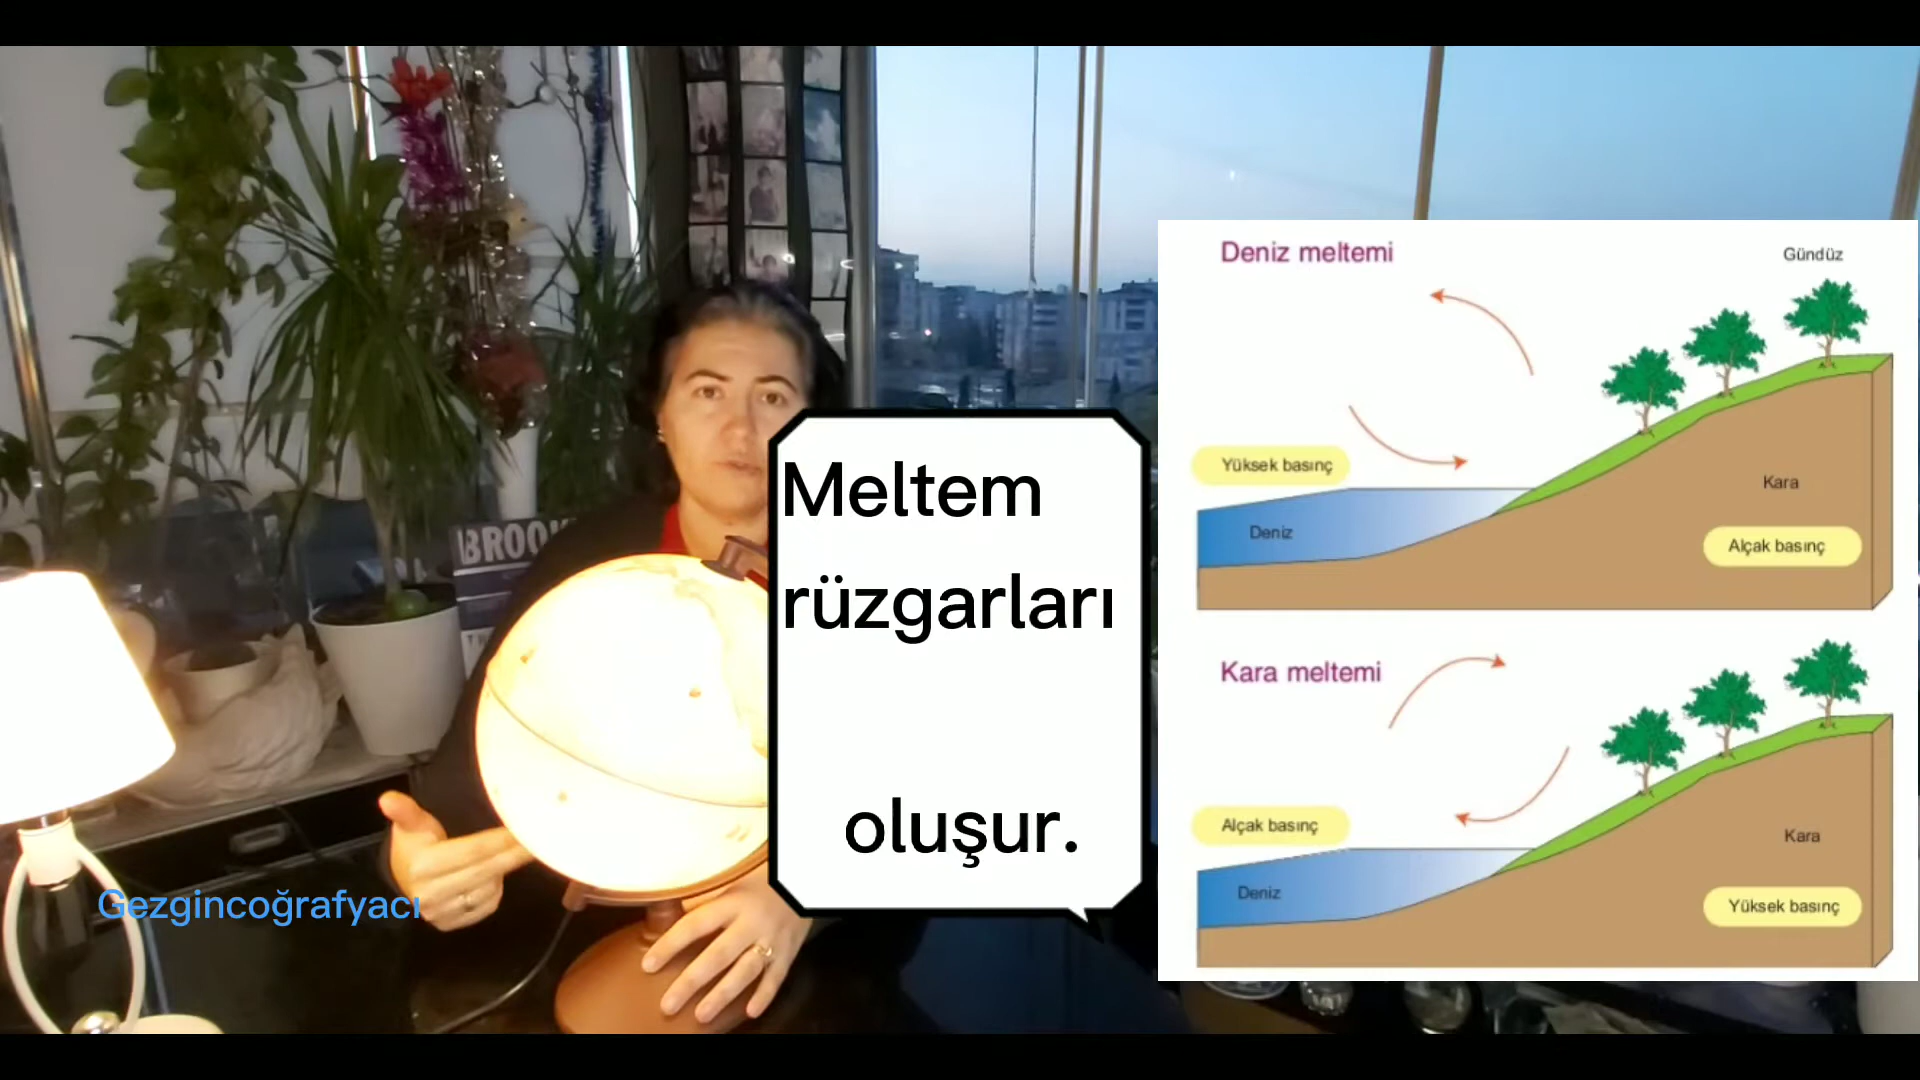 BROOK
Gezgincoğrafyacı
Meltem
rüzgarları
oluşur.
Deniz meltemi
Gündüz
Yüksek basınç
Kara
Deniz
Alçak basınç
Kara meltemi
Alçak basınç
Kara
Deniz
Yüksek basınç